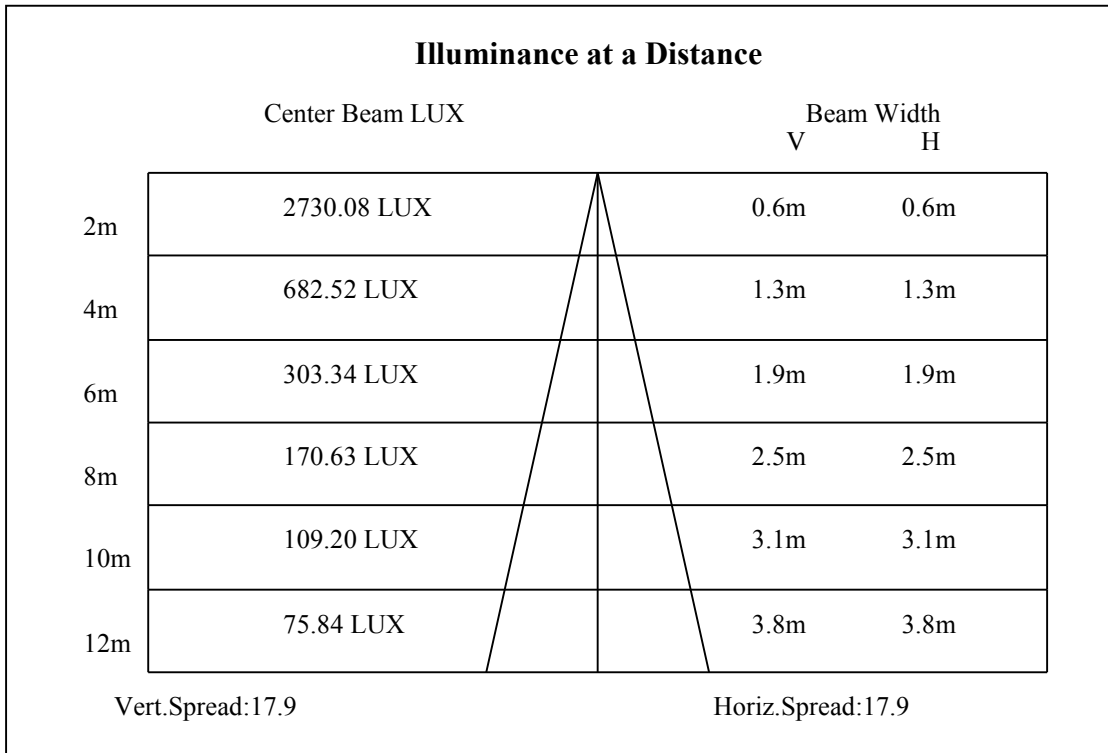 Illuminance at a Distance
Center Beam LUX Beam Width
V H
2m 2730.08 LUX 0.6m 0.6m
4m 682.52 LUX 1.3m 1.3m
6m 303.34 LUX 1.9m 1.9m
8m 170.63 LUX 2.5m 2.5m
10m 109.20 LUX 3.1m 3.1m
12m 75.84 LUX 3.8m 3.8m
Vert.Spread:17.9 Horiz.Spread:17.9